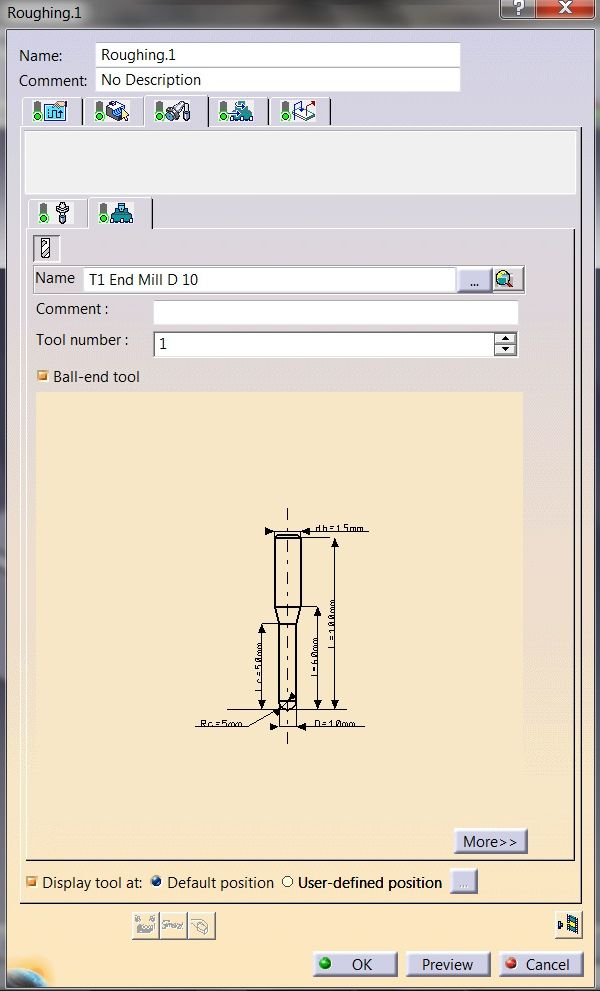 Roughing.1
?
Name: Roughing.1
Comment: No Description
Name T1 End Mill D 10 ...
Comment :
Tool number : 1
Ball-end tool
db=15mm
L=100mm
l=60mm
Lc=50mm
Rc=5mm
D=10mm
More>>
Display tool at: Default position User-defined position ...
OK Preview Cancel